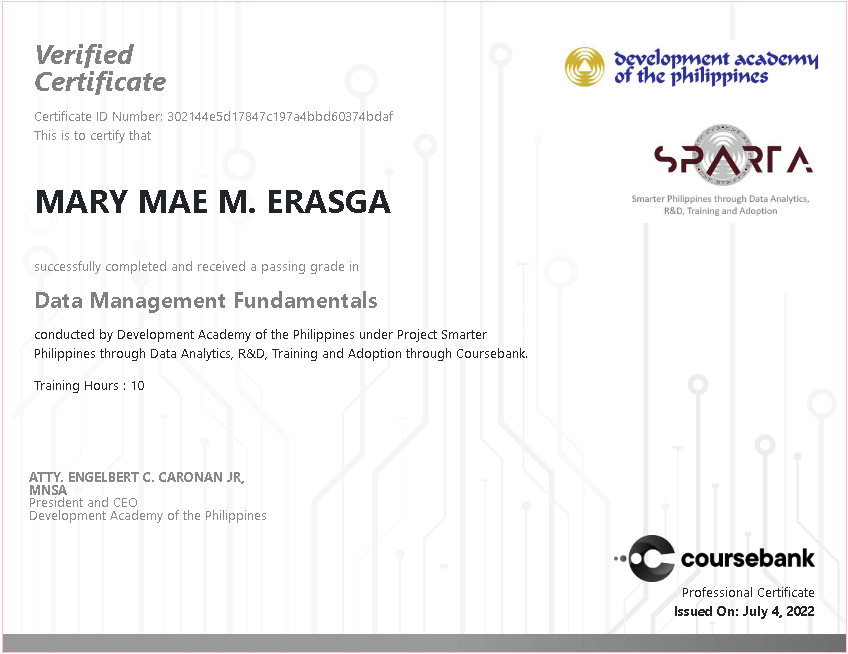 Verified
Certificate
Certificate ID Number: 302144e5d17847c197a4bbd60374bdaf
This is to certify that
MARY MAE M. ERASGA
successfully completed and received a passing grade in
Data Management Fundamentals
conducted by Development Academy of the Philippines under Project Smarter
Philippines through Data Analytics, R&D, Training and Adoption through Coursebank.
Training Hours : 10
ATTY. ENGELBERT C. CARONAN JR,
MNSA
President and CEO
Development Academy of the Philippines
development academy
of the philippines
SPARTA
Smarter Philippines through Data Analytics,
R&D, Training and Adoption
coursebank
Professional Certificate
Issued On: July 4, 2022